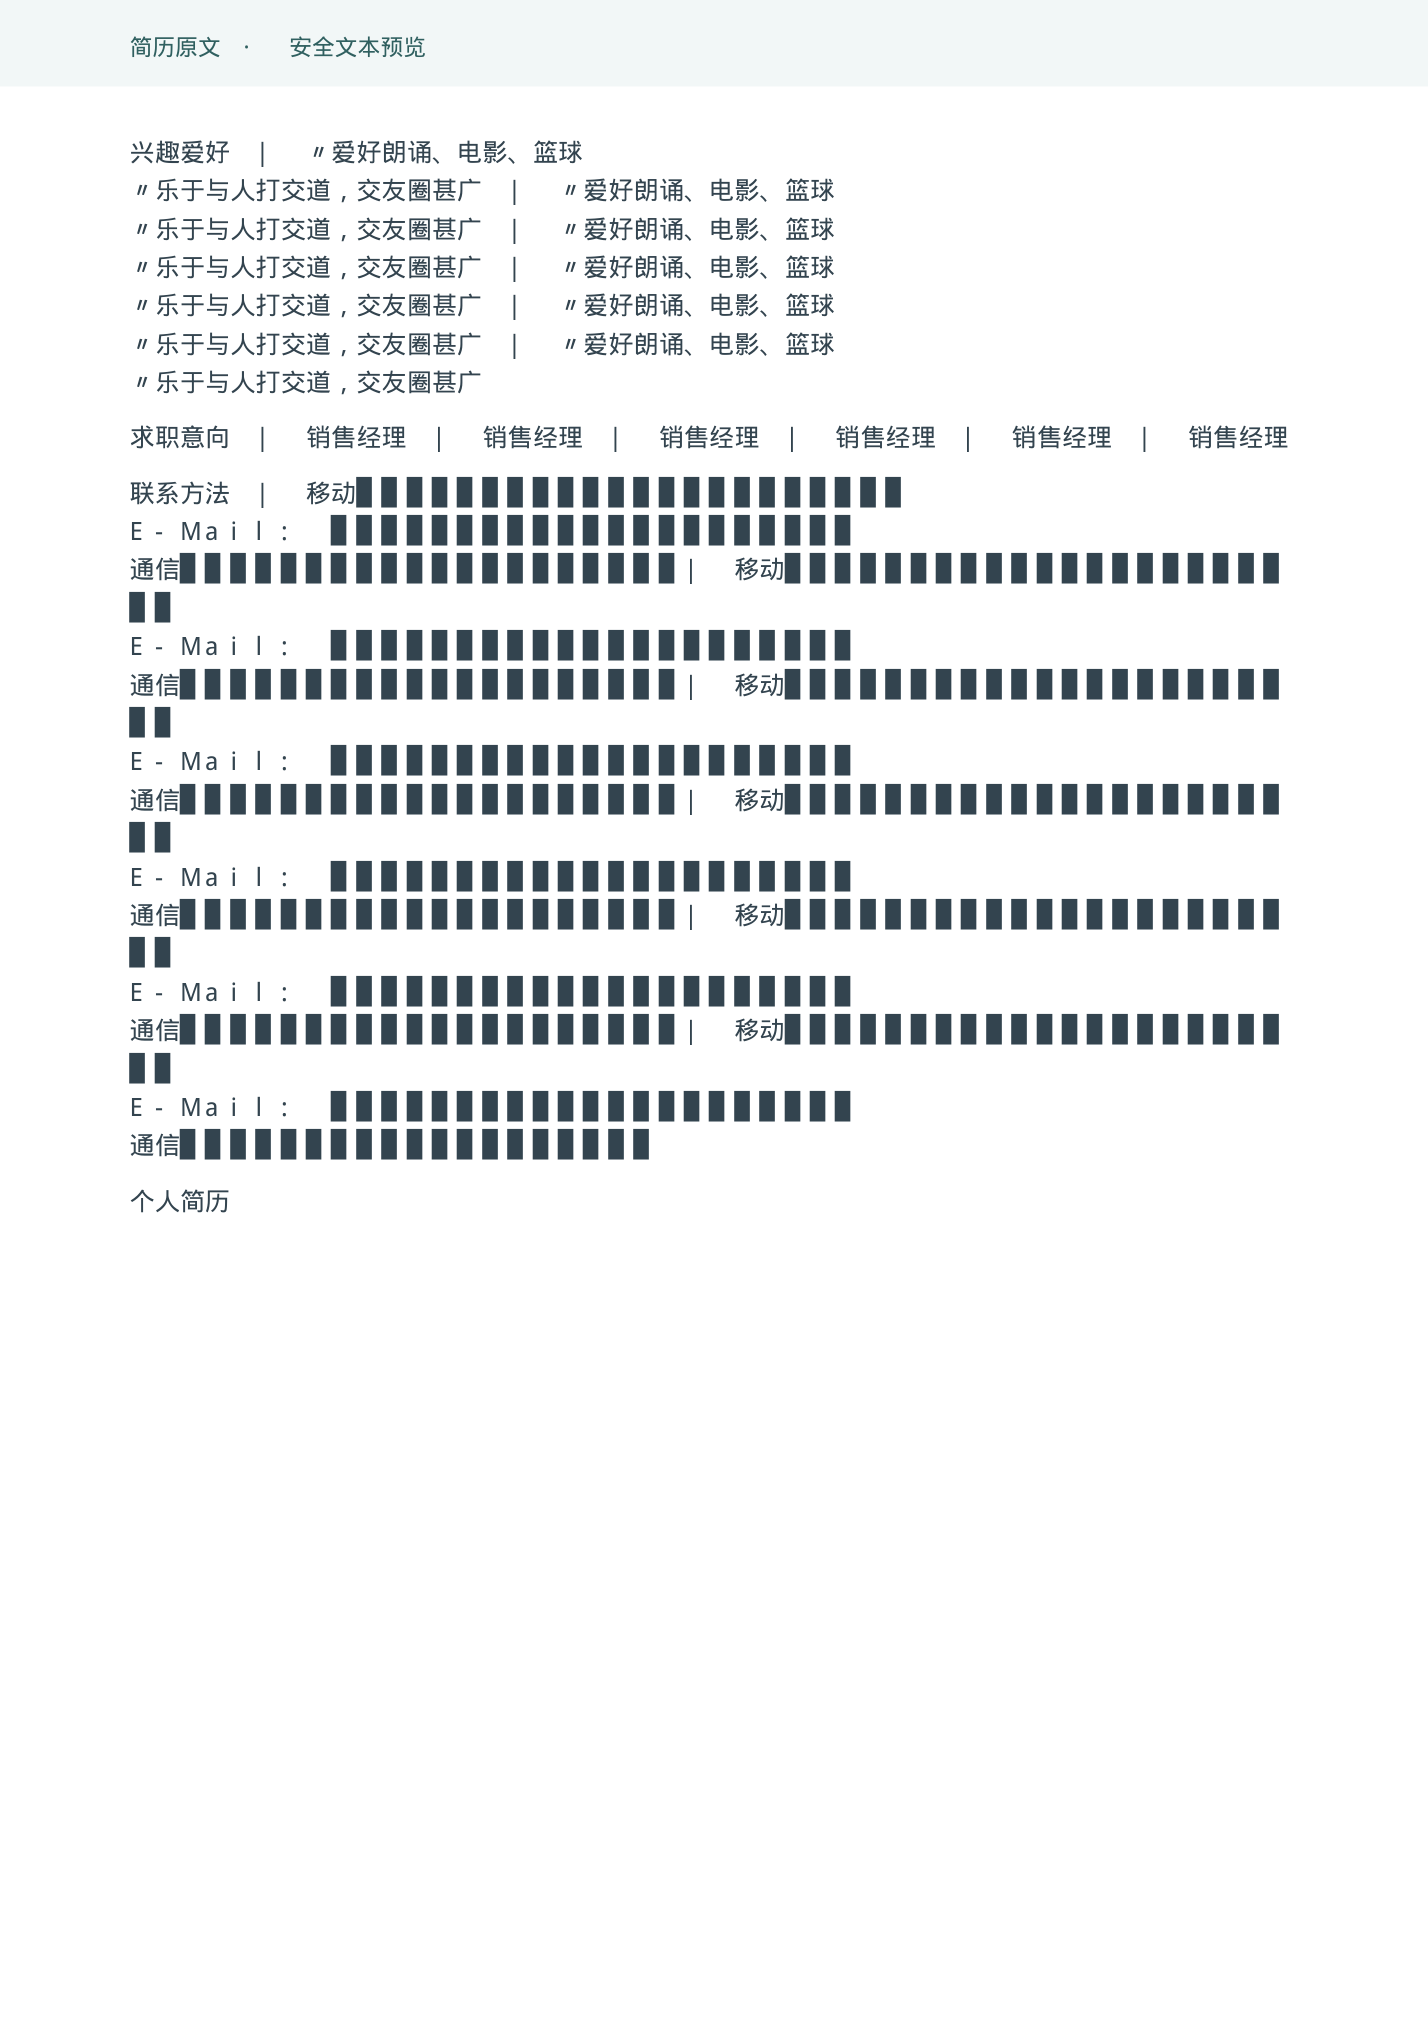 简历原文 · 安全文本预览
兴趣爱好 | 〃爱好朗诵、电影、篮球
〃乐于与人打交道，交友圈甚广 | 〃爱好朗诵、电影、篮球
〃乐于与人打交道，交友圈甚广 | 〃爱好朗诵、电影、篮球
〃乐于与人打交道，交友圈甚广 | 〃爱好朗诵、电影、篮球
〃乐于与人打交道，交友圈甚广 | 〃爱好朗诵、电影、篮球
〃乐于与人打交道，交友圈甚广 | 〃爱好朗诵、电影、篮球
〃乐于与人打交道，交友圈甚广
求职意向 | 销售经理 | 销售经理 | 销售经理 | 销售经理 | 销售经理 | 销售经理
联系方法 | 移动
E-Mail:
通信 | 移动
E-Mail:
通信 | 移动
E-Mail:
通信 | 移动
E-Mail:
通信 | 移动
E-Mail:
通信 | 移动
E-Mail:
通信
个人简历